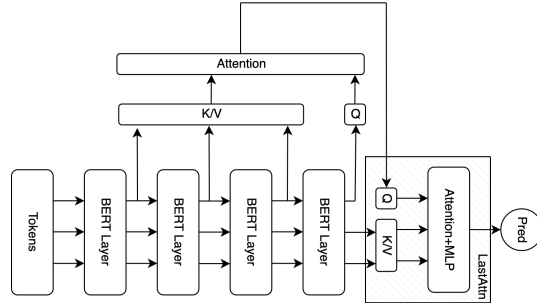 Attention
K/V
Q
Tokens
BERT Layer
BERT Layer
BERT Layer
BERT Layer
Q
K/V
Attention+MLP
LastAttn
Pred